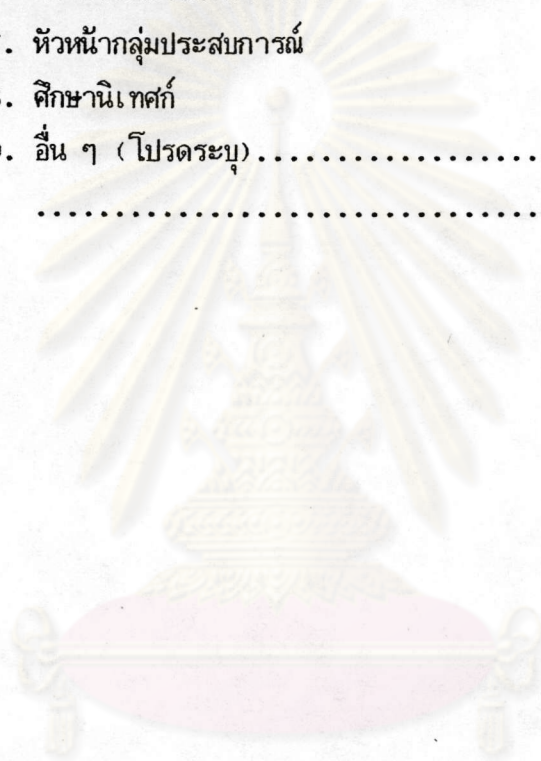 . หัวหน้ากลุ่มประสบการณ์
. ศึกษานิเทศก์
. อื่น ๆ (โปรดระบุ)..................
................................